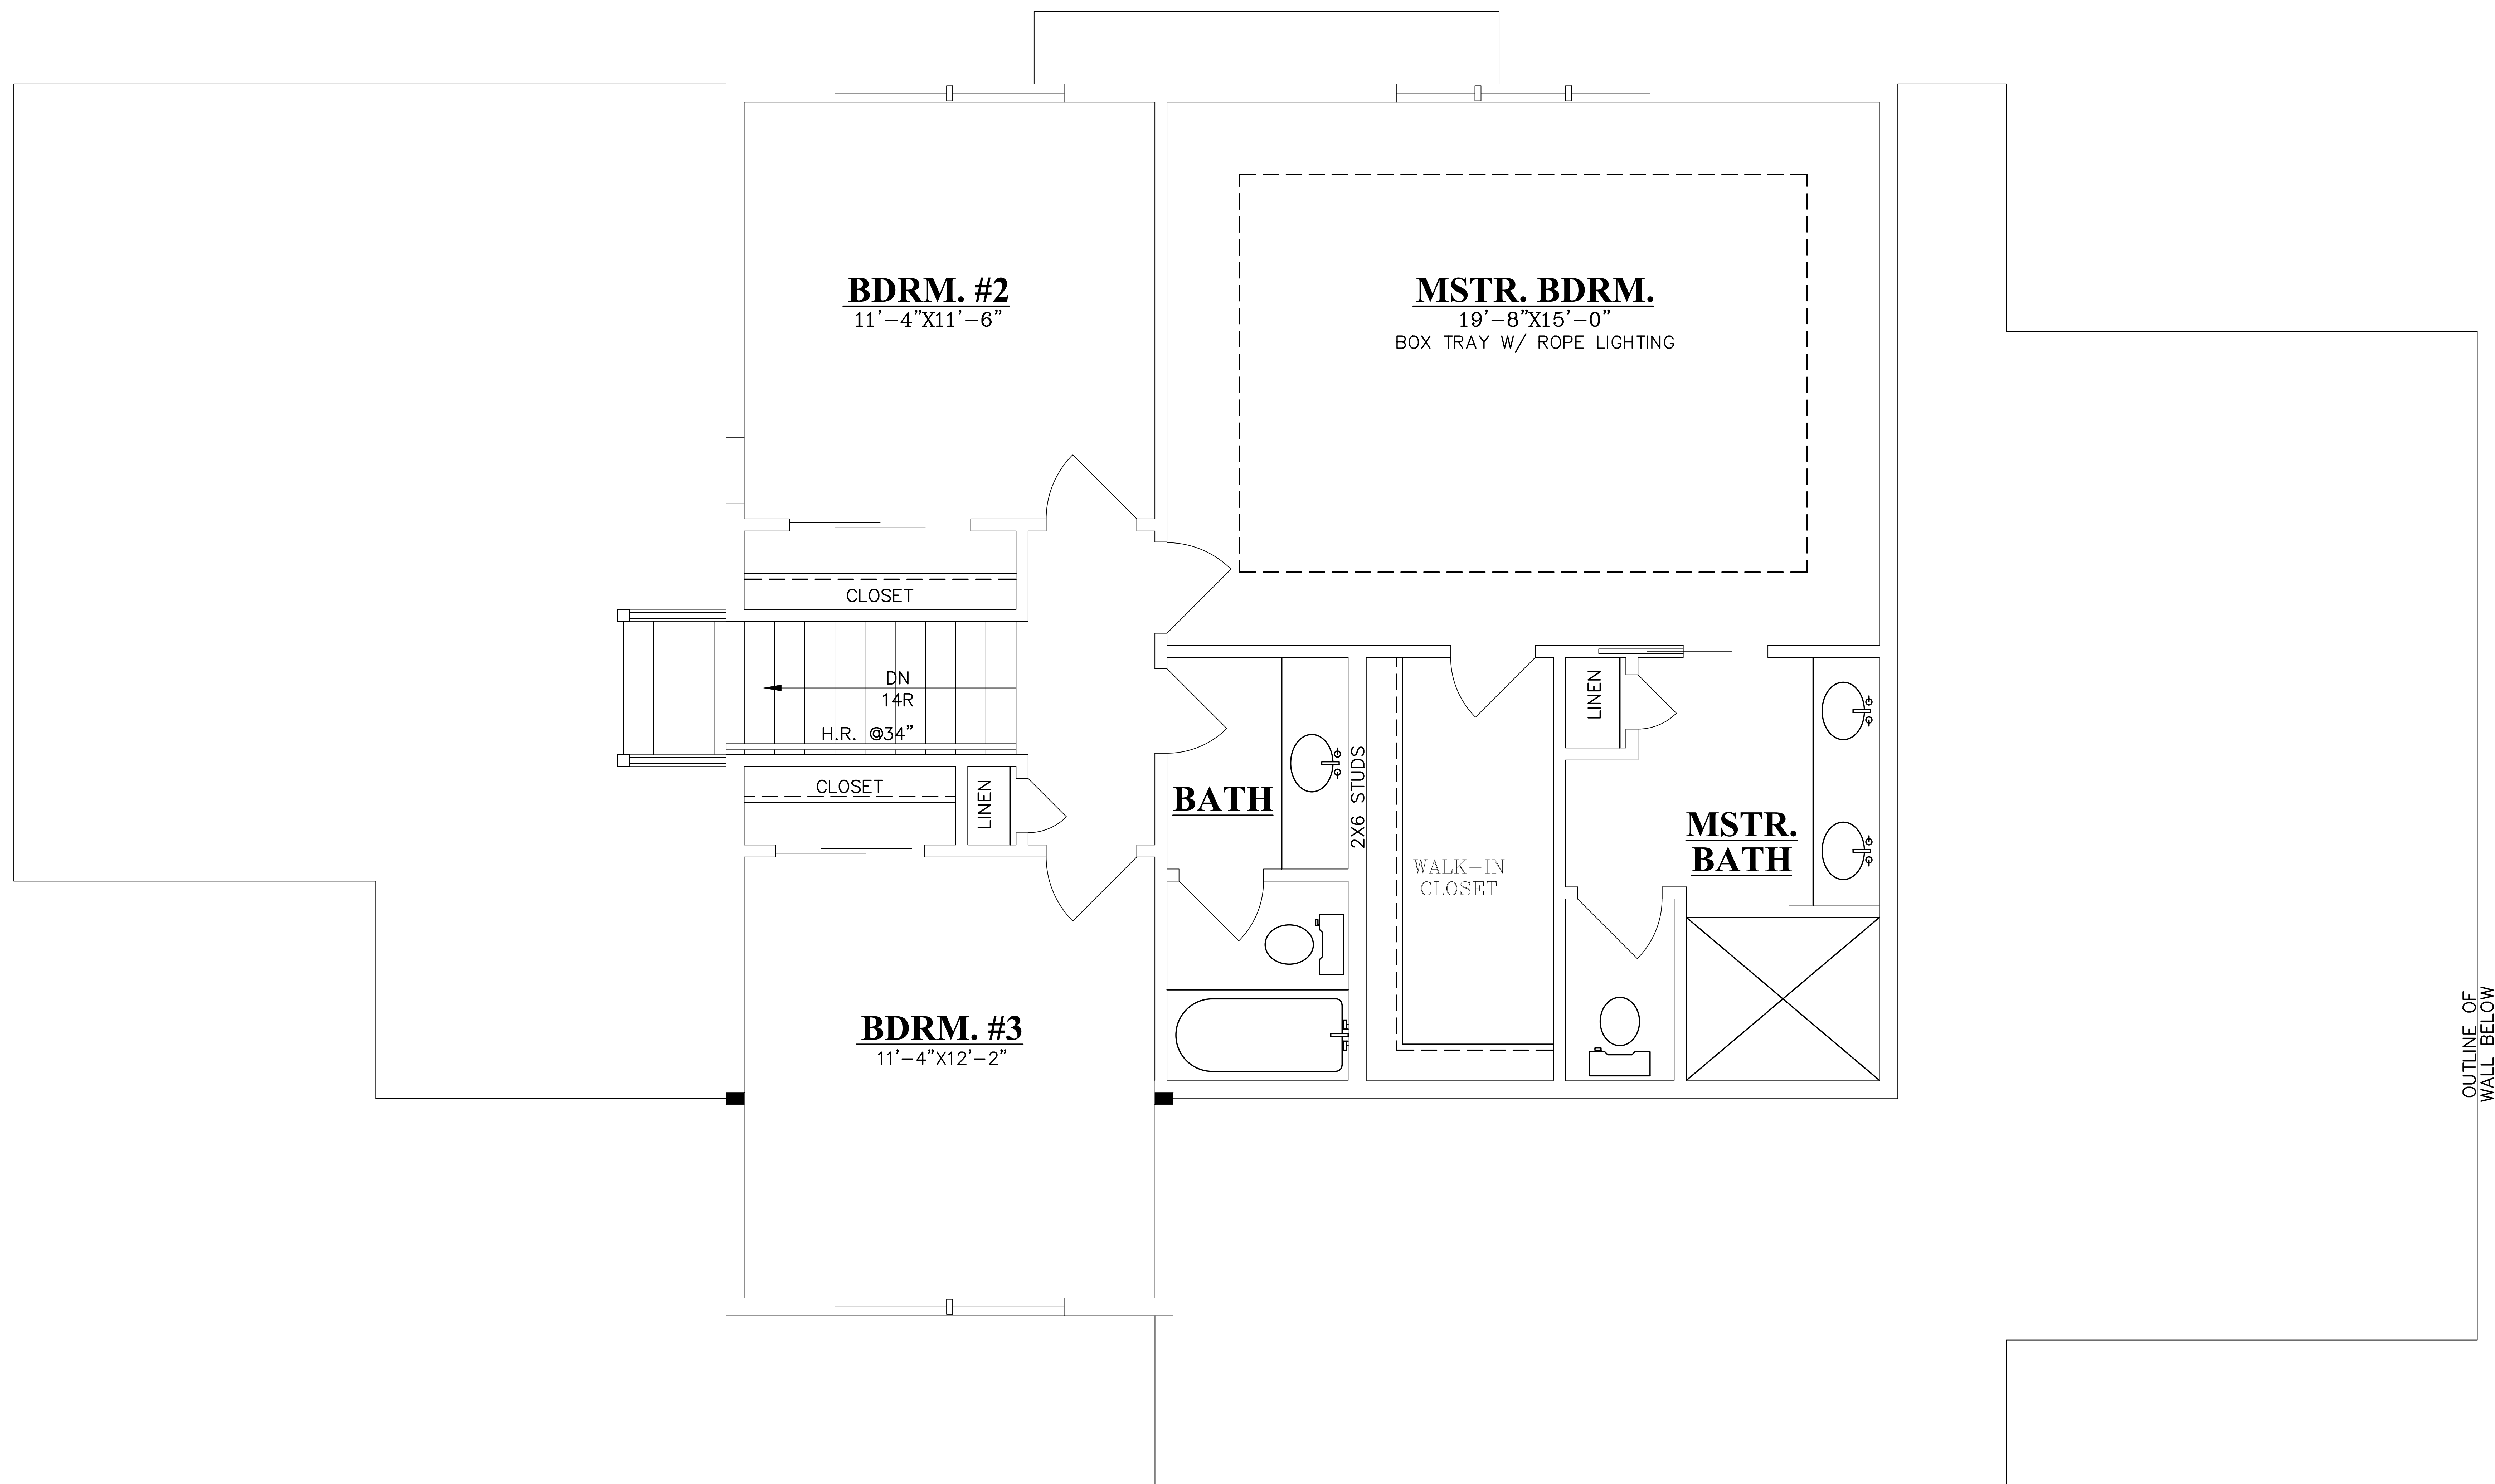 BDRM. #2
11'-4"X11'-6"
MSTR. BDRM.
19'-8"X15'-0"
BOX TRAY W/ ROPE LIGHTING
CLOSET
DN
14R
H.R. @34"
CLOSET
LINEN
BATH
2X6 STUDS
WALK-IN
CLOSET
LINEN
MSTR.
BATH
BDRM. #3
11'-4"X12'-2"
OUTLINE OF
WALL BELOW